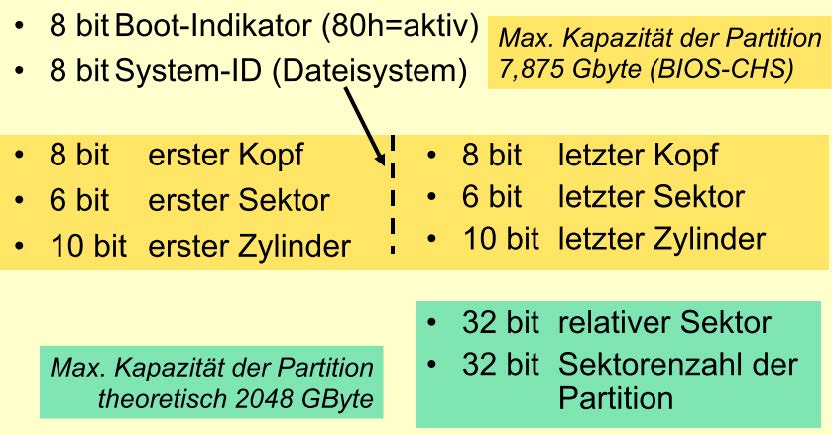 • 8 bit Boot-Indikator (80h=aktiv)
• 8 bit System-ID (Dateisystem)
Max. Kapazität der Partition
7,875 Gbyte (BIOS-CHS)
• 8 bit erster Kopf
• 6 bit erster Sektor
• 10 bit erster Zylinder
• 8 bit letzter Kopf
• 6 bit letzter Sektor
• 10 bit letzter Zylinder
• 32 bit relativer Sektor
• 32 bit Sektorenzahl der
Partition
Max. Kapazität der Partition
theoretisch 2048 GByte